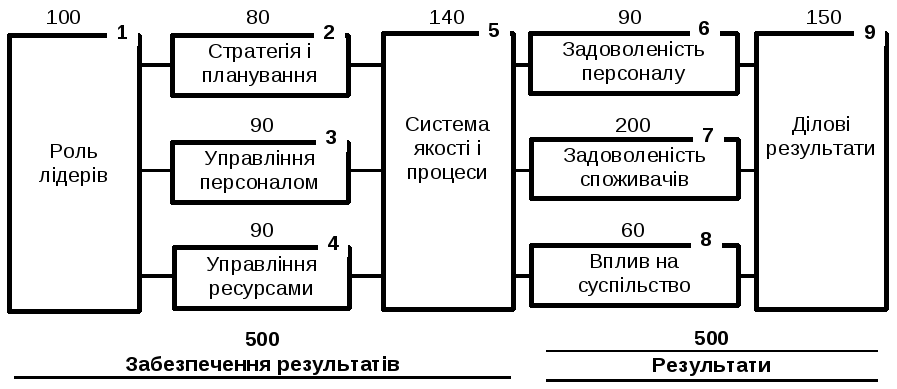 100
80
140
90
150
1
2
5
6
9
Стратегія і
планування
Задоволеність
персоналу
90
200
3
7
Роль
лідерів
Управління
персоналом
Система
якості і
процеси
Задоволеність
споживачів
Ділові
результати
90
60
4
8
Управління
ресурсами
Вплив на
суспільство
500
Забезпечення результатів
500
Результати